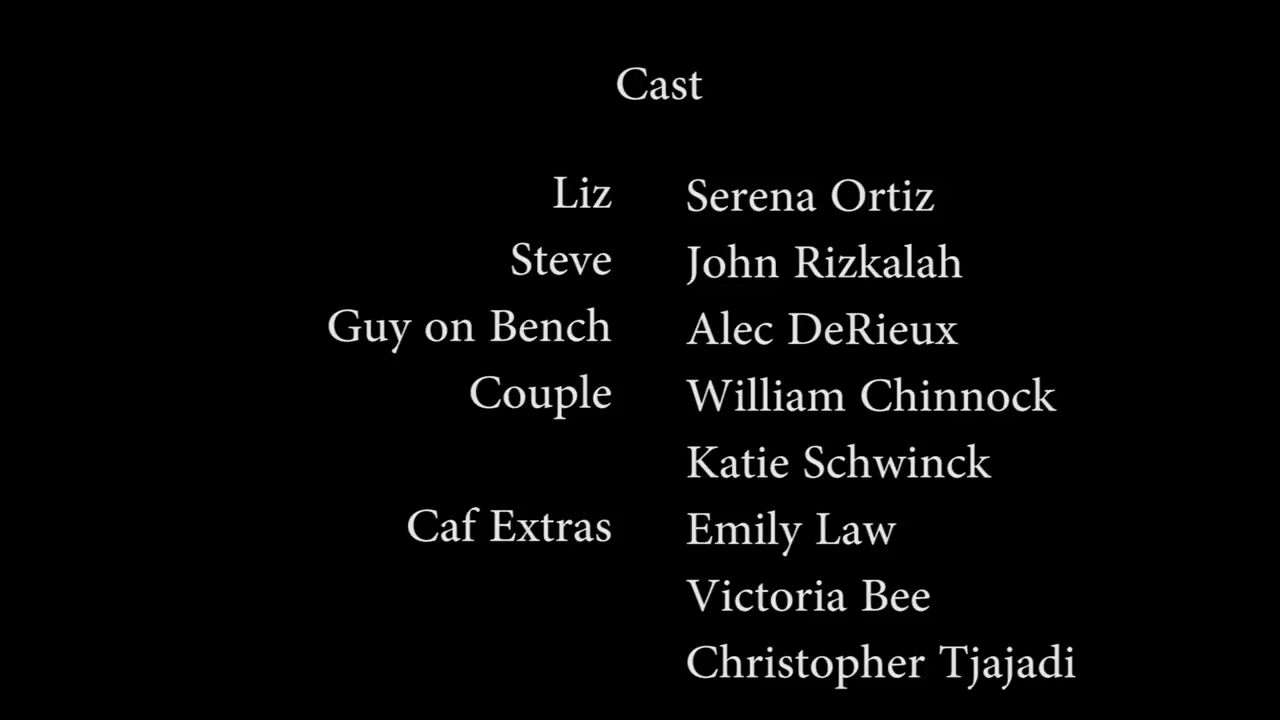 Cast
Liz Serena Ortiz
Steve John Rizkalah
Guy on Bench Alec DeRieux
Couple William Chinnock
Katie Schwinck
Caf Extras Emily Law
Victoria Bee
Christopher Tjajadi